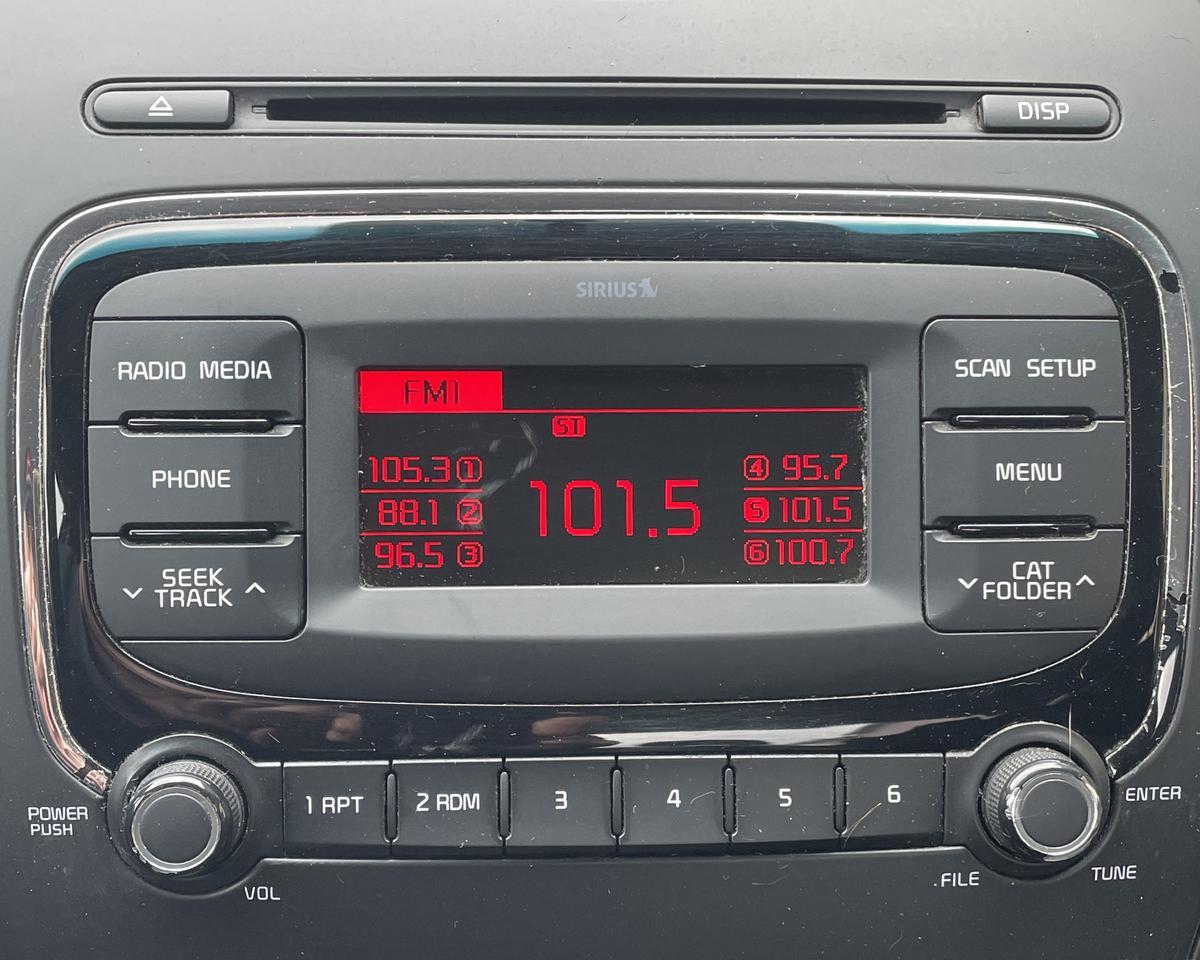 DISP
SIRIUS
RADIO MEDIA
SCAN SETUP
FM1
ST
PHONE
MENU
105.3 1
88.1 2
96.5 3
101.5
4 95.7
5 101.5
6 100.7
SEEK
TRACK
CAT
FOLDER
1 RPT
2 RDM
3
4
5
6
POWER
PUSH
VOL
ENTER
FILE
TUNE